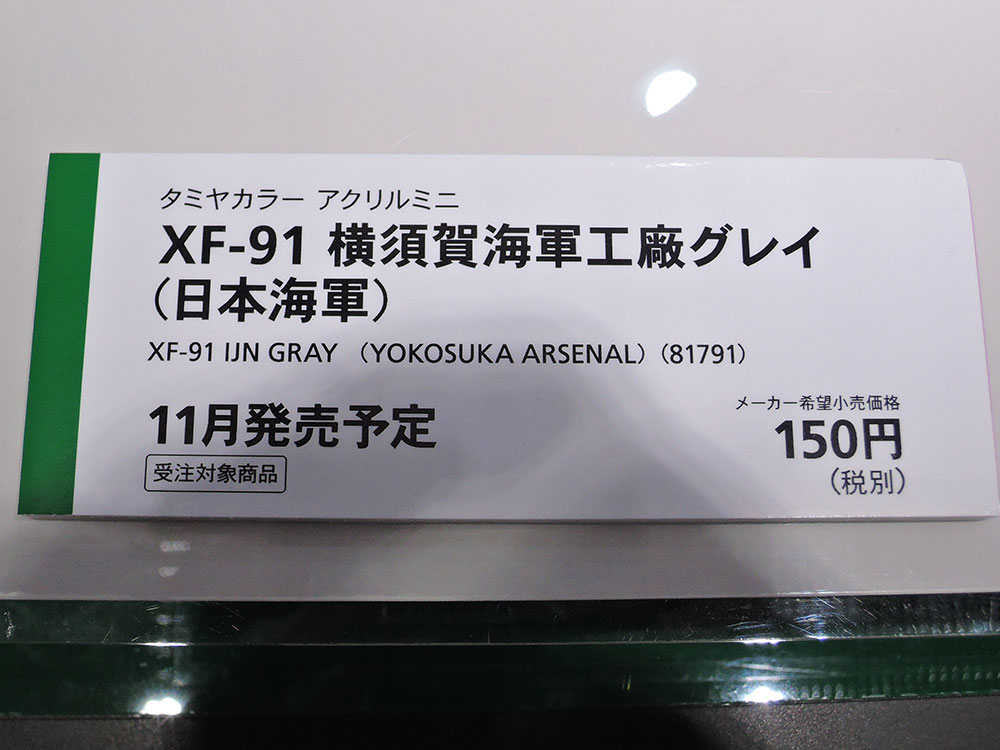 タミヤカラー アクリルミニ
XF-91 横須賀海軍工廠グレイ
（日本海軍）
XF-91 IJN GRAY （YOKOSUKA ARSENAL）（81791）
11月発売予定
受注対象商品
メーカー希望小売価格
150円
（税別）